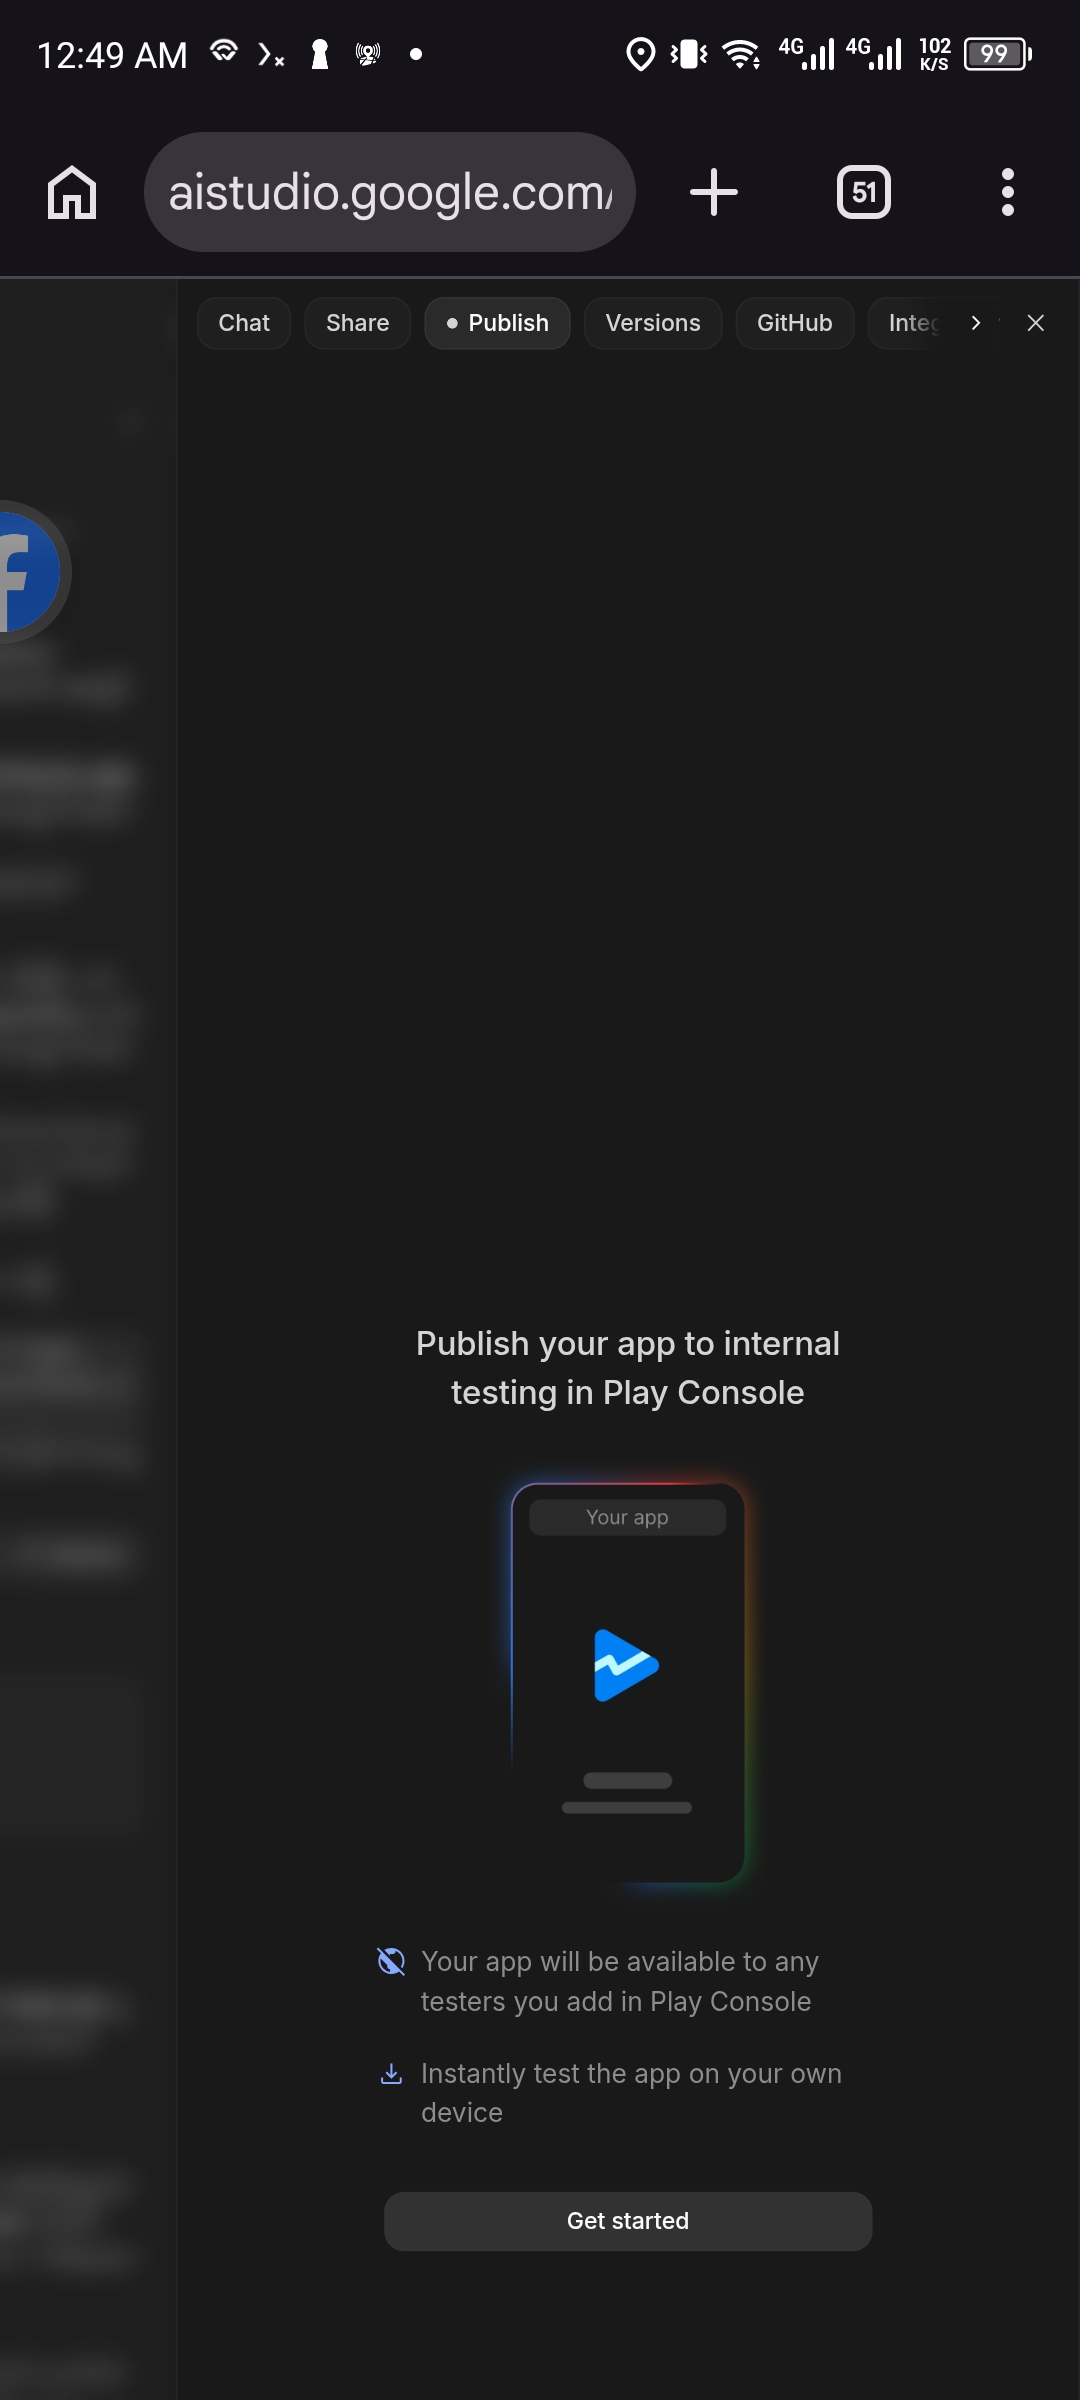 12:49 AM 4G 4G 102 K/S 99
aistudio.google.com/ 51
Chat Share Publish Versions GitHub Integ
Publish your app to internal
testing in Play Console
Your app
Your app will be available to any
testers you add in Play Console
Instantly test the app on your own
device
Get started